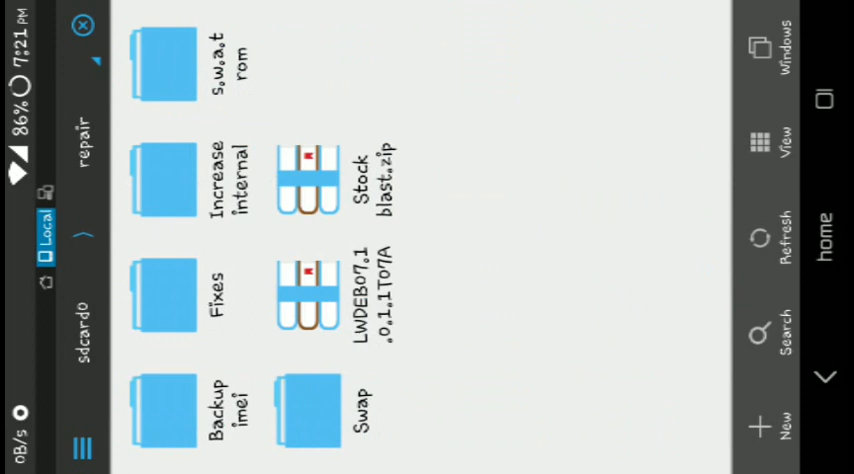 0B/s
86% 7:21 PM
Local
sdcard0
repair
Backup
imei
Fixes
Increase
internal
s.w.a.t
rom
Swap
LWDEB07.1
.0.1.1T07A
Stock
blast.zip
New
Search
Refresh
View
Windows
home